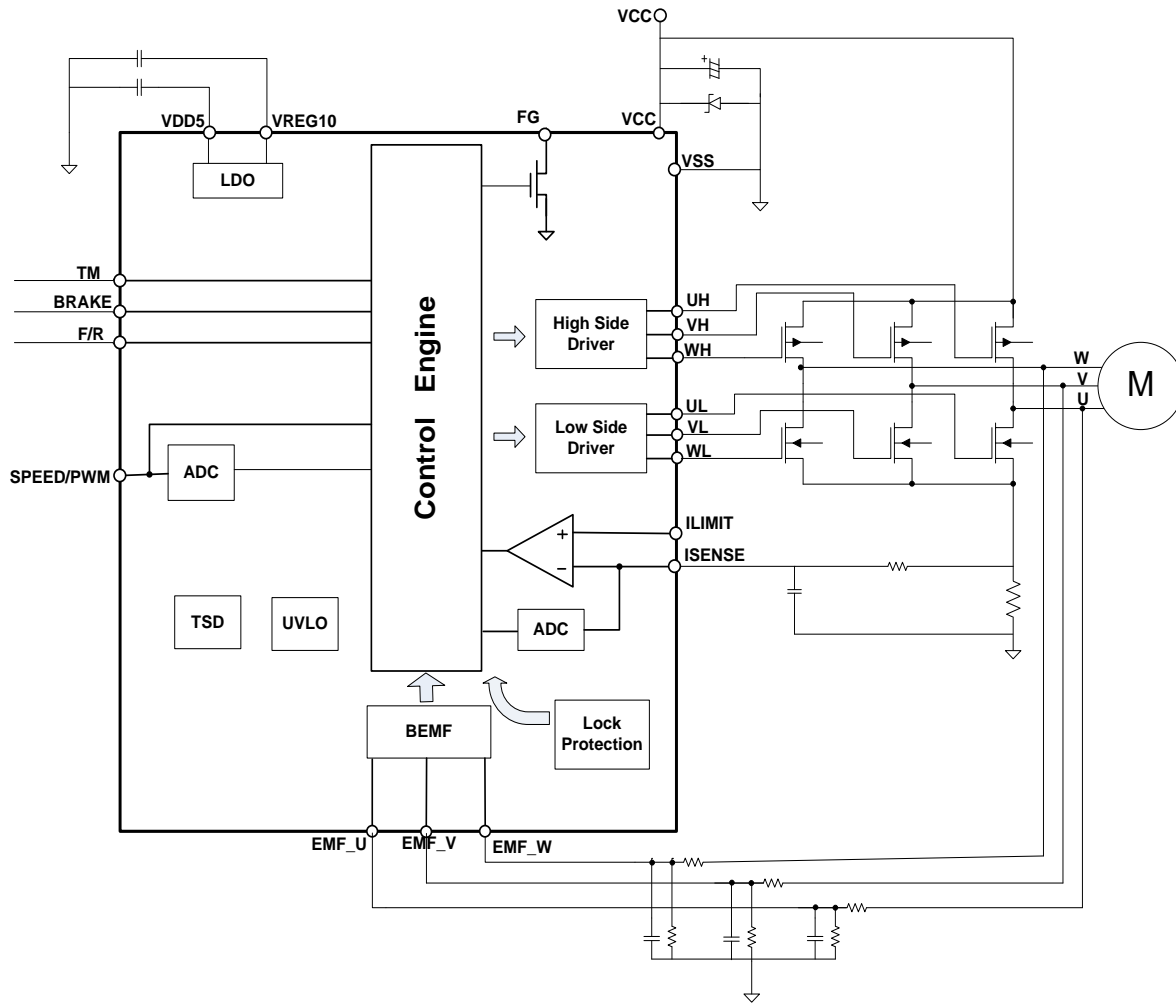 VCC
VDD5
VREG10
FG
VCC
LDO
VSS
TM
BRAKE
F/R
Control Engine
High Side
Driver
UH
VH
WH
W
V
U
M
Low Side
Driver
UL
VL
WL
SPEED/PWM
ADC
+
ILIMIT
+
−
ISENSE
TSD
UVLO
ADC
BEMF
Lock
Protection
EMF_U
EMF_V
EMF_W